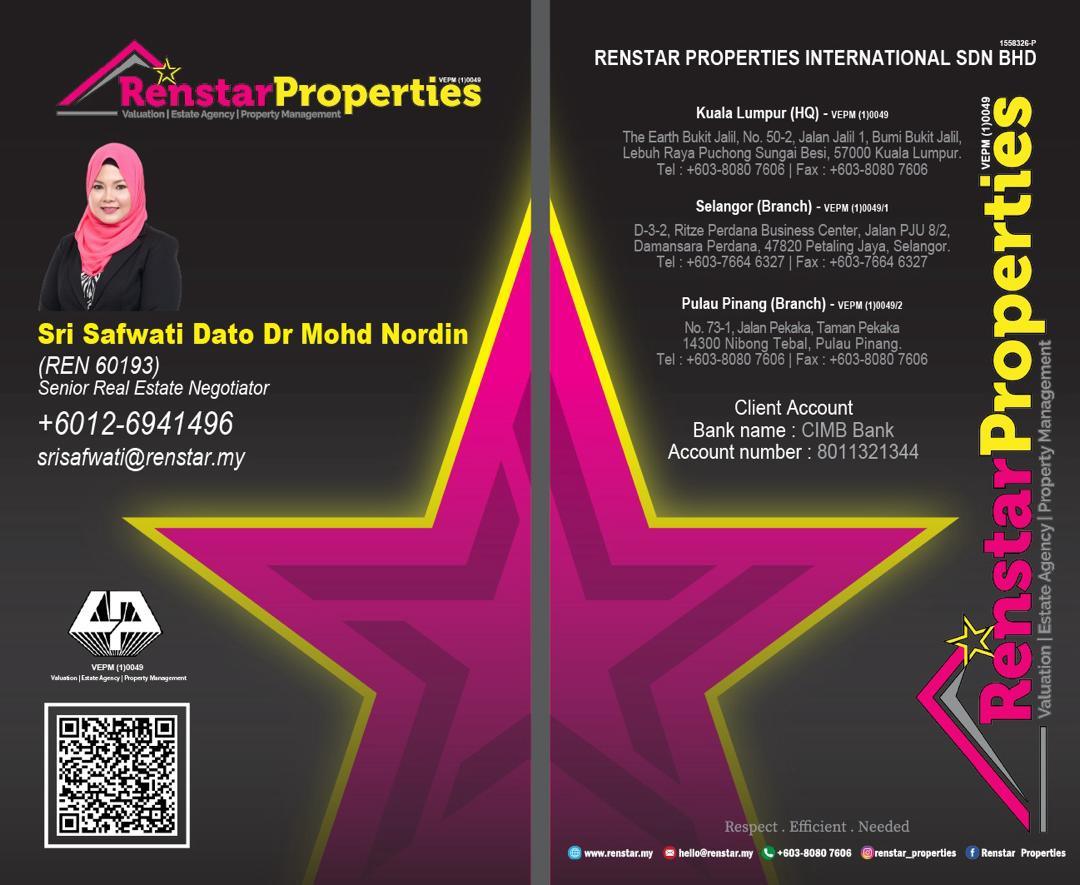 RenstarProperties
VEPM (1)0049
Valuation | Estate Agency | Property Management
Sri Safwati Dato Dr Mohd Nordin
(REN 60193)
Senior Real Estate Negotiator
+6012-6941496
srisafwati@renstar.my
VEPM (1)0049
Valuation | Estate Agency | Property Management
1558326-P
RENSTAR PROPERTIES INTERNATIONAL SDN BHD
Kuala Lumpur (HQ) - VEPM (1)0049
The Earth Bukit Jalil, No. 50-2, Jalan Jalil 1, Bumi Bukit Jalil,
Lebuh Raya Puchong Sungai Besi, 57000 Kuala Lumpur.
Tel : +603-8080 7606 | Fax : +603-8080 7606
Selangor (Branch) - VEPM (1)0049/1
D-3-2, Ritze Perdana Business Center, Jalan PJU 8/2,
Damansara Perdana, 47820 Petaling Jaya, Selangor.
Tel : +603-7664 6327 | Fax : +603-7664 6327
Pulau Pinang (Branch) - VEPM (1)0049/2
No. 73-1, Jalan Pekaka, Taman Pekaka
14300 Nibong Tebal, Pulau Pinang.
Tel : +603-8080 7606 | Fax : +603-8080 7606
Client Account
Bank name : CIMB Bank
Account number : 8011321344
RenstarProperties
VEPM (1)0049
Valuation | Estate Agency | Property Management
Respect . Efficient . Needed
www.renstar.my hello@renstar.my +603-8080 7606 renstar_properties Renstar Properties